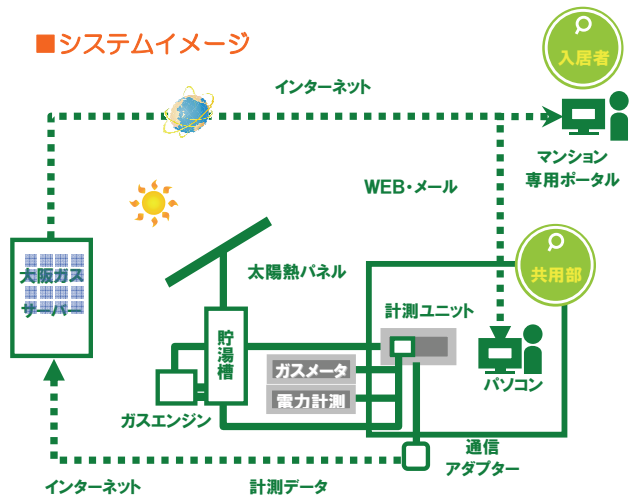 ■システムイメージ
入居者
インターネット
マンション
専用ポータル
WEB・メール
大阪ガス
サーバー
太陽熱パネル
共用部
計測ユニット
貯湯槽
ガスメータ
電力計測
パソコン
ガスエンジン
通信
アダプター
インターネット
計測データ